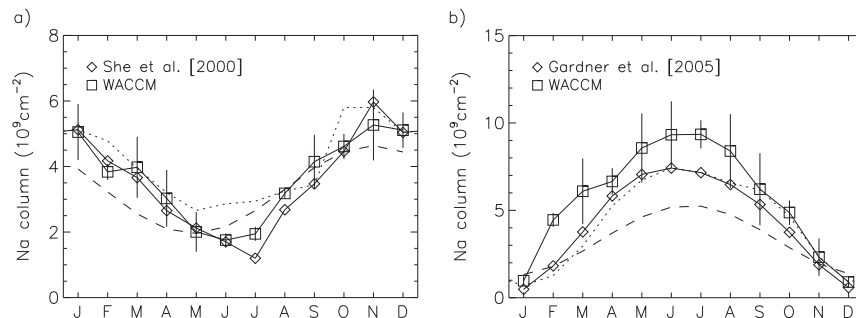 a)
8
6
4
2
0
Na column (10⁹cm⁻²)
She et al. [2000]
WACCM
J F M A M J J A S O N D
b)
15
10
5
0
Na column (10⁹cm⁻²)
Gardner et al. [2005]
WACCM
J F M A M J J A S O N D